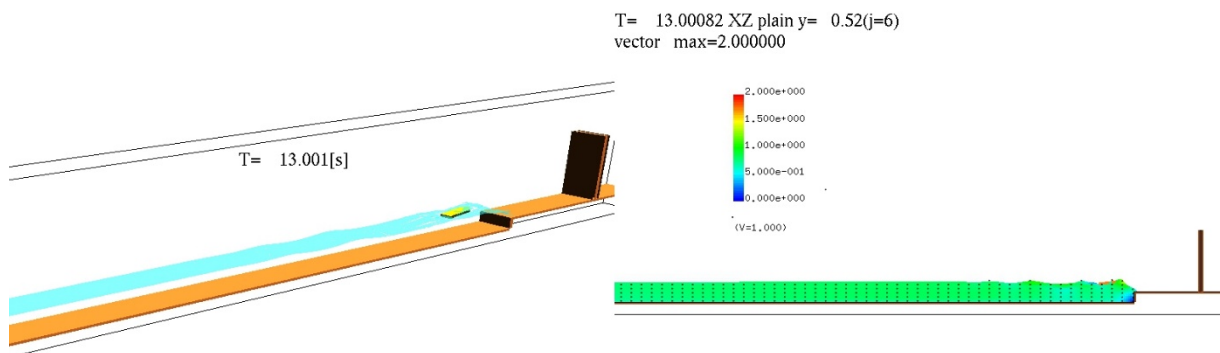 T= 13.00082 XZ plain y= 0.52(j=6)
vector max=2.000000
2.000e+000
1.500e+000
1.000e+000
5.000e-001
0.000e+000
(V=1.000)
T= 13.001[s]